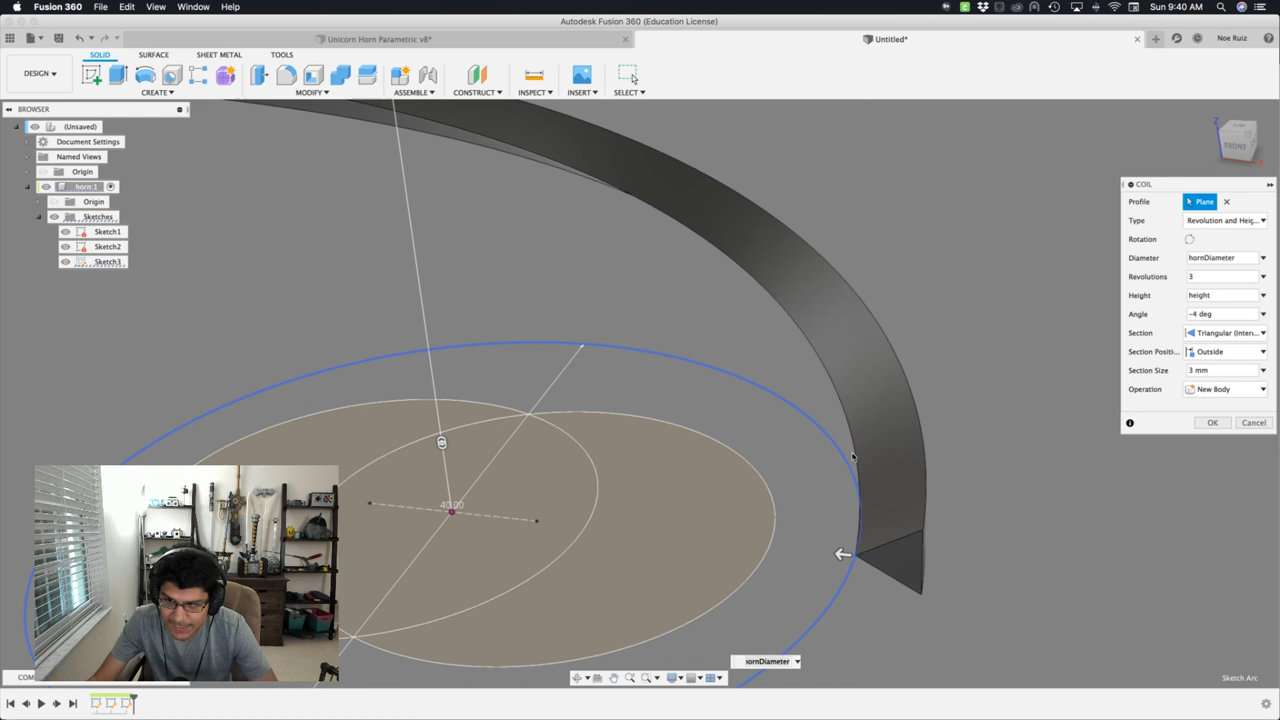 Fusion 360 File Edit View Window Help
Sun 9:40 AM
Autodesk Fusion 360 (Education License)
Unicorn Horn Parametric v8*
Untitled*
Noe Ruiz
DESIGN
SOLID SURFACE SHEET METAL TOOLS
CREATE MODIFY ASSEMBLE CONSTRUCT INSPECT INSERT SELECT
BROWSER
(Unsaved)
Document Settings
Named Views
Origin
horn:1
Origin
Sketches
Sketch1
Sketch2
Sketch3
Z
FRONT
COIL
Profile Plane
Type Revolution and Heig...
Rotation
Diameter hornDiameter
Revolutions 3
Height height
Angle -4 deg
Section Triangular (Inter...
Section Positi... Outside
Section Size 3 mm
Operation New Body
OK Cancel
40.00
hornDiameter
COM
Sketch Arc